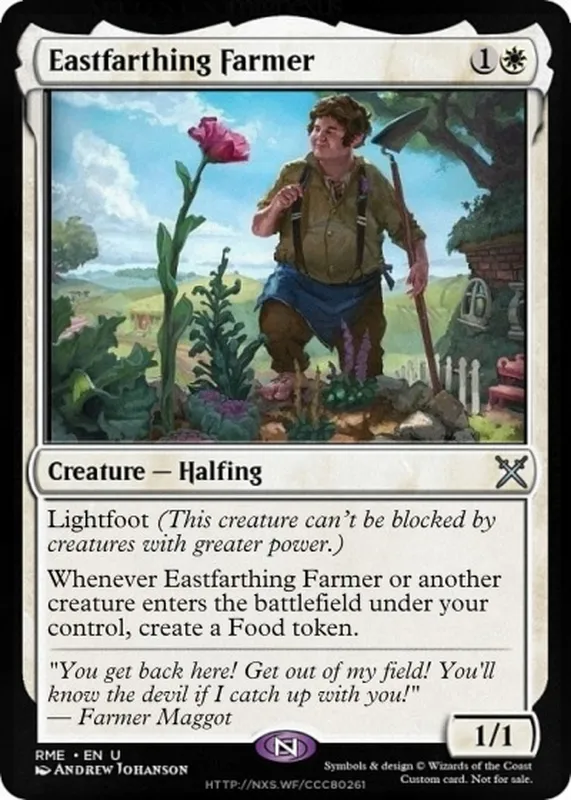 Eastfarthing Farmer 1
Creature — Halfing
Lightfoot (This creature can't be blocked by
creatures with greater power.)
Whenever Eastfarthing Farmer or another
creature enters the battlefield under your
control, create a Food token.
"You get back here! Get out of my field! You'll
know the devil if I catch up with you!"
— Farmer Maggot
1/1
RME • EN U
Andrew Johanson
N
Symbols & design © Wizards of the Coast
Custom card. Not for sale.
HTTP://NXS.WF/CCC80261